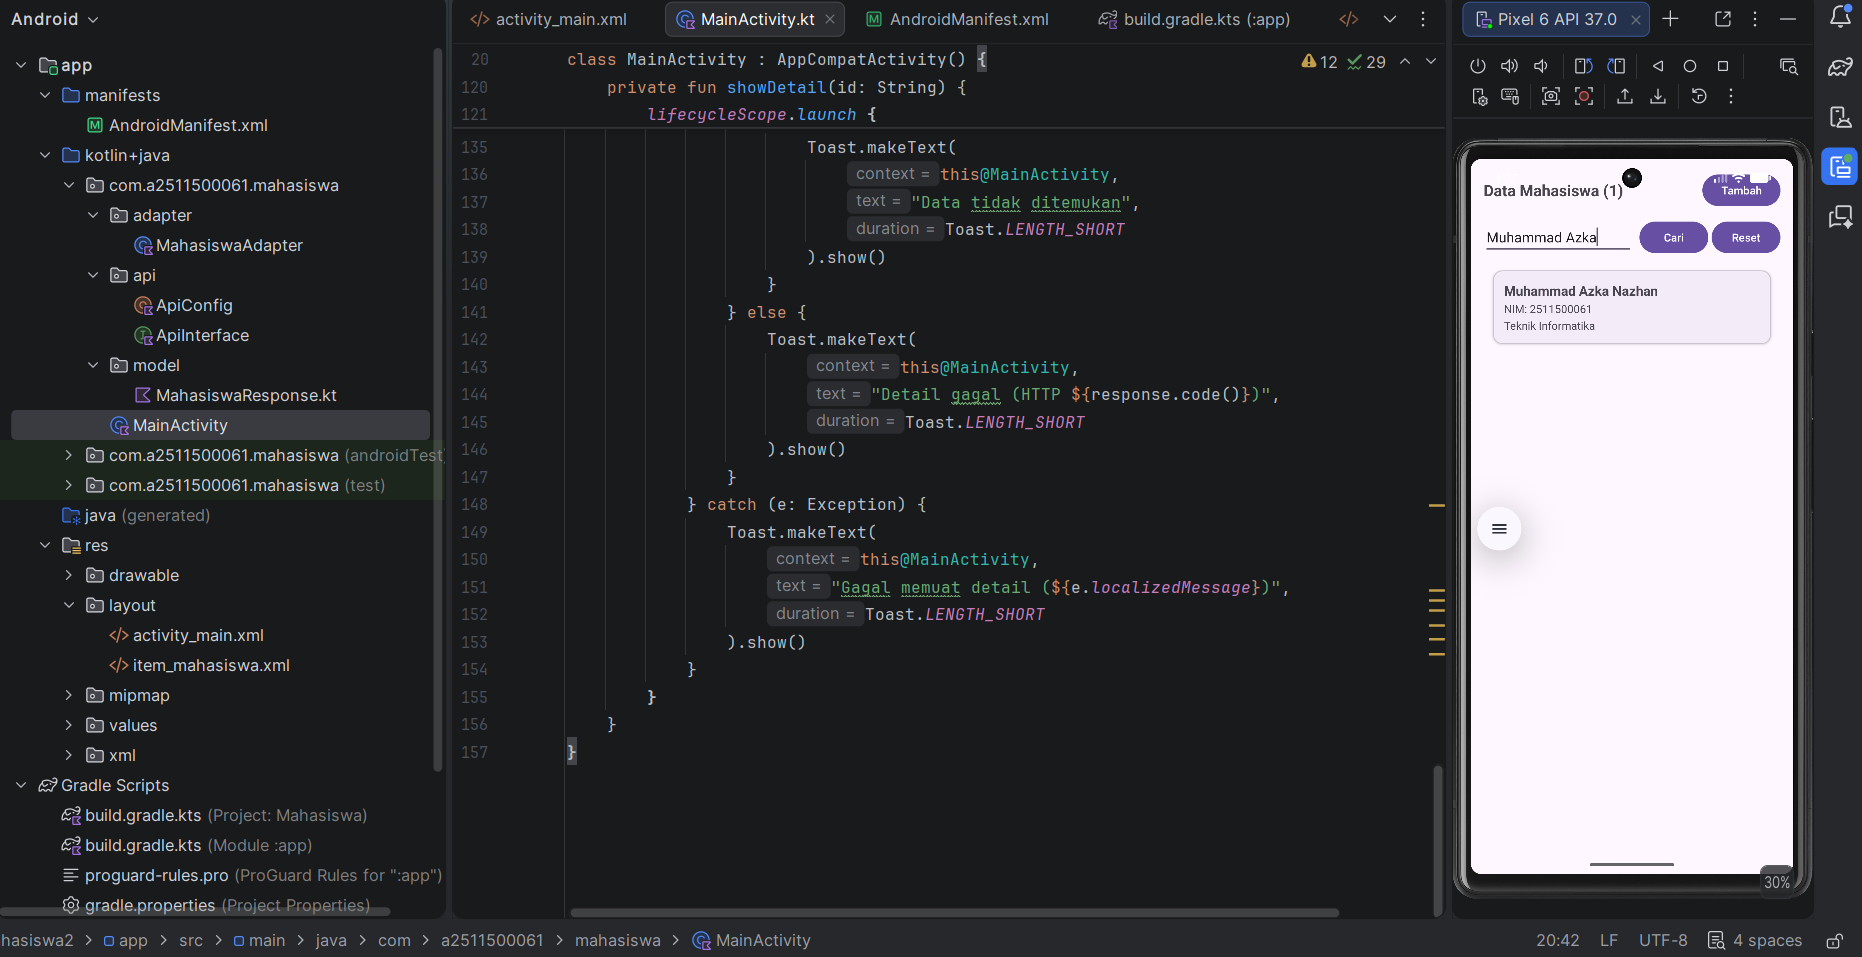 Android
app
manifests
AndroidManifest.xml
kotlin+java
com.a2511500061.mahasiswa
adapter
MahasiswaAdapter
api
ApiConfig
ApiInterface
model
MahasiswaResponse.kt
MainActivity
com.a2511500061.mahasiswa (androidTest
com.a2511500061.mahasiswa (test)
java (generated)
res
drawable
layout
activity_main.xml
item_mahasiswa.xml
mipmap
values
xml
Gradle Scripts
build.gradle.kts (Project: Mahasiswa)
build.gradle.kts (Module :app)
proguard-rules.pro (ProGuard Rules for ":app")
gradle.properties (Project Properties)
activity_main.xml MainActivity.kt AndroidManifest.xml build.gradle.kts (:app)
12 29
20 class MainActivity : AppCompatActivity() {
120 private fun showDetail(id: String) {
121 lifecycleScope.launch {
135 Toast.makeText(
136 context = this@MainActivity,
137 text = "Data tidak ditemukan",
138 duration = Toast.LENGTH_SHORT
139 ).show()
140 }
141 } else {
142 Toast.makeText(
143 context = this@MainActivity,
144 text = "Detail gagal (HTTP ${response.code()})",
145 duration = Toast.LENGTH_SHORT
146 ).show()
147 }
148 } catch (e: Exception) {
149 Toast.makeText(
150 context = this@MainActivity,
151 text = "Gagal memuat detail (${e.localizedMessage})",
152 duration = Toast.LENGTH_SHORT
153 ).show()
154 }
155 }
156 }
157 }
Pixel 6 API 37.0
Data Mahasiswa (1) Tambah
Muhammad Azka Cari Reset
Muhammad Azka Nazhan
NIM: 2511500061
Teknik Informatika
30%
hasiswa2 > app > src > main > java > com > a2511500061 > mahasiswa > MainActivity
20:42 LF UTF-8 4 spaces